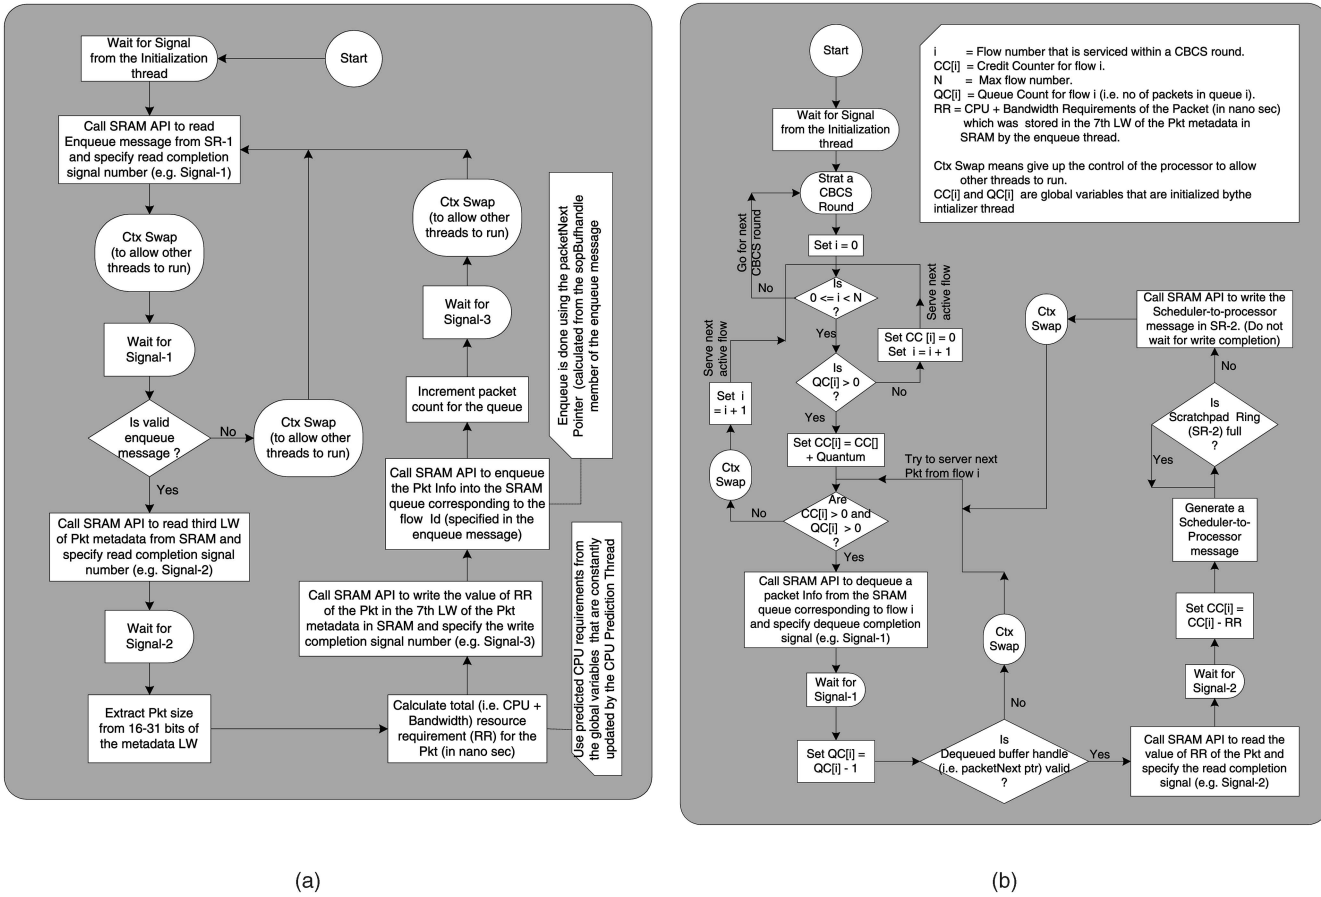 Start
Wait for Signal
from the Initialization
thread
Call SRAM API to read
Enqueue message from SR-1
and specify read completion
signal number (e.g. Signal-1)
Ctx Swap
(to allow other
threads to run)
Wait for
Signal-1
Is valid
enqueue
message ?
No
Ctx Swap
(to allow other
threads to run)
Yes
Call SRAM API to read third LW
of Pkt metadata from SRAM and
specify read completion signal
number (e.g. Signal-2)
Wait for
Signal-2
Extract Pkt size
from 16-31 bits of
the metadata LW
Calculate total (i.e. CPU +
Bandwidth) resource
requirement (RR) for the
Pkt (in nano sec)
Use predicted CPU requirements from
the global variables that are constantly
updated by the CPU Prediction Thread
Call SRAM API to write the value of RR
of the Pkt in the 7th LW of the Pkt
metadata in SRAM and specify the write
completion signal number (e.g. Signal-3)
Call SRAM API to enqueue
the Pkt Info into the SRAM
queue corresponding to the
flow Id (specified in the
enqueue message)
Enqueue is done using the packetNext
Pointer (calculated from the sopBufhandle
member of the enqueue message
Increment packet
count for the queue
Wait for
Signal-3
Ctx Swap
(to allow other
threads to run)
(a)
Start
Wait for Signal
from the Initialization
thread
Strat a
CBCS
Round
Go for next
CBCS round
Set i = 0
Is
0 <= i < N
?
No
Yes
Serve next
active flow
Set CC [i] = 0
Set i = i + 1
Is
QC[i] > 0
?
No
Yes
Serve next
active flow
Set i
= i + 1
Ctx
Swap
Set CC[i] = CC[]
+ Quantum
Try to server next
Pkt from flow i
Are
CC[i] > 0 and
QC[i] > 0
?
No
Yes
Call SRAM API to dequeue a
packet Info from the SRAM
queue corresponding to flow i
and specify dequeue completion
signal (e.g. Signal-1)
Wait for
Signal-1
Set QC[i] =
QC[i] - 1
Is
Dequeued buffer handle
(i.e. packetNext ptr) valid
?
No
Ctx
Swap
Yes
Call SRAM API to read the
value of RR of the Pkt and
specify the read completion
signal (e.g. Signal-2)
Wait for
Signal-2
Set CC[i] =
CC[i] - RR
Generate a
Scheduler-to-
Processor
message
Is
Scratchpad Ring
(SR-2) full
?
Yes
No
Call SRAM API to write the
Scheduler-to-processor
message in SR-2. (Do not
wait for write completion)
Ctx
Swap
i = Flow number that is serviced within a CBCS round.
CC[i] = Credit Counter for flow i.
N = Max flow number.
QC[i] = Queue Count for flow i (i.e. no of packets in queue i).
RR = CPU + Bandwidth Requirements of the Packet (in nano sec)
which was stored in the 7th LW of the Pkt metadata in
SRAM by the enqueue thread.
Ctx Swap means give up the control of the processor to allow
other threads to run.
CC[i] and QC[i] are global variables that are initialized bythe
intializer thread
(b)